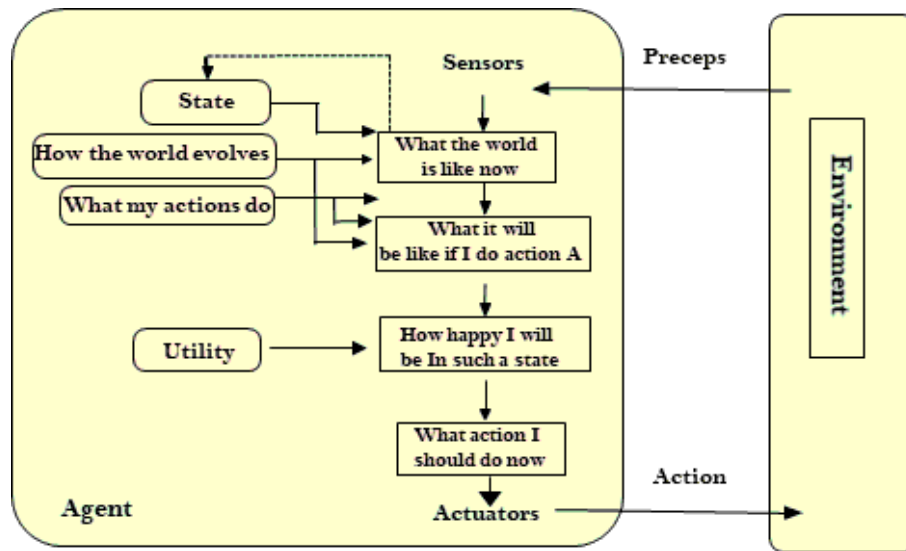 Sensors
Preceps
State
How the world evolves
What the world
is like now
What my actions do
What it will
be like if I do action A
Environment
How happy I will
be In such a state
Utility
What action I
should do now
Action
Agent
Actuators